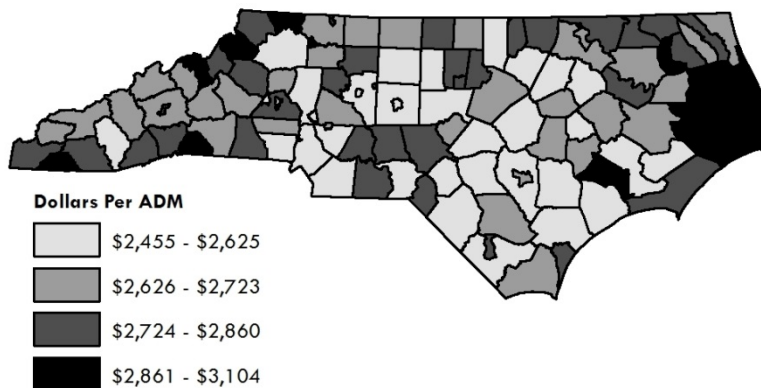 Dollars Per ADM
$2,455 - $2,625
$2,626 - $2,723
$2,724 - $2,860
$2,861 - $3,104